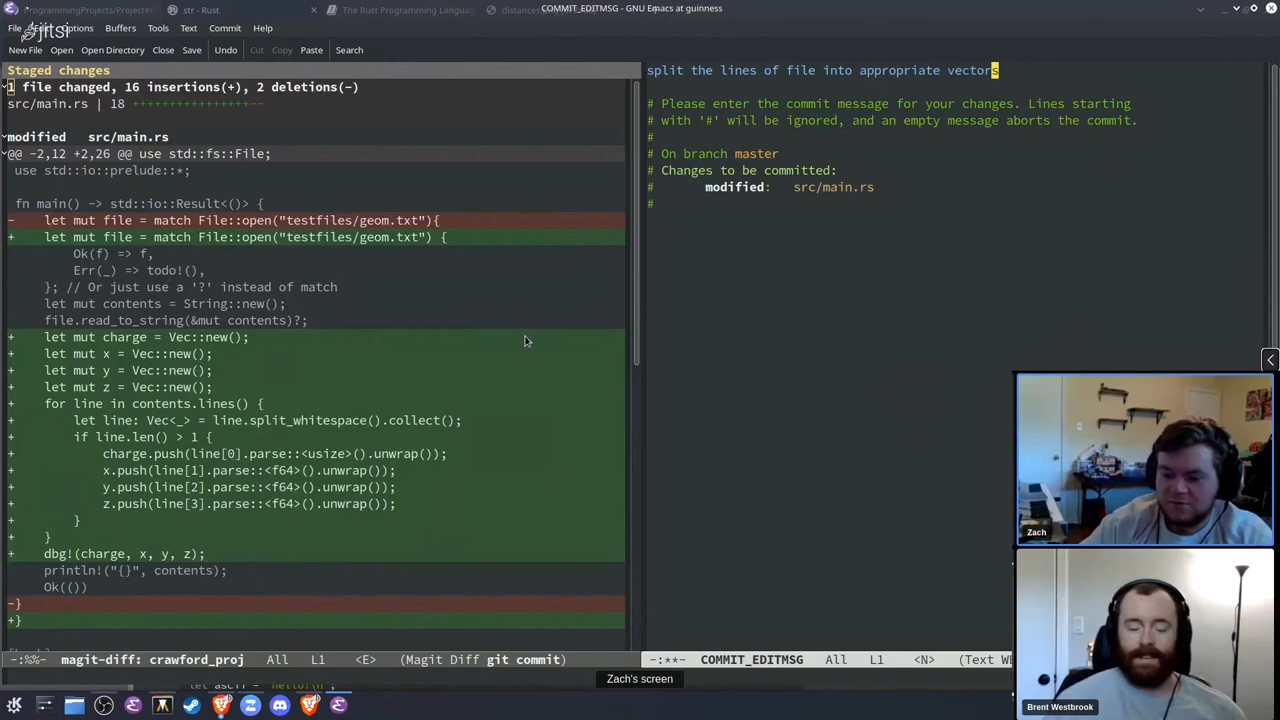 ProgrammingProjects/Project#0
str - Rust
The Rust Programming Langua
distances
COMMIT_EDITMSG - GNU Emacs at guinness
jitsi
File
Options
Buffers
Tools
Text
Commit
Help
New File
Open
Open Directory
Close
Save
Undo
Cut
Copy
Paste
Search
Staged changes
1 file changed, 16 insertions(+), 2 deletions(-)
src/main.rs | 18 ++++++++++++++++--
modified   src/main.rs
@@ -2,12 +2,26 @@ use std::fs::File;
 use std::io::prelude::*;
 fn main() -> std::io::Result<()> {
-    let mut file = match File::open("testfiles/geom.txt"){
+    let mut file = match File::open("testfiles/geom.txt") {
         Ok(f) => f,
         Err(_) => todo!(),
     }; // Or just use a '?' instead of match
     let mut contents = String::new();
     file.read_to_string(&mut contents)?;
+    let mut charge = Vec::new();
+    let mut x = Vec::new();
+    let mut y = Vec::new();
+    let mut z = Vec::new();
+    for line in contents.lines() {
+        let line: Vec<_> = line.split_whitespace().collect();
+        if line.len() > 1 {
+            charge.push(line[0].parse::<usize>().unwrap());
+            x.push(line[1].parse::<f64>().unwrap());
+            y.push(line[2].parse::<f64>().unwrap());
+            z.push(line[3].parse::<f64>().unwrap());
+        }
+    }
+    dbg!(charge, x, y, z);
     println!("{}", contents);
     Ok(())
-}
+}
-:%%-  magit-diff: crawford_proj   All   L1   <E>   (Magit Diff git commit)
split the lines of file into appropriate vectors
# Please enter the commit message for your changes. Lines starting
# with '#' will be ignored, and an empty message aborts the commit.
#
# On branch master
# Changes to be committed:
#       modified:   src/main.rs
#
-:**-  COMMIT_EDITMSG   All   L1   <N>   (Text W
Zach's screen
Zach
Brent Westbrook